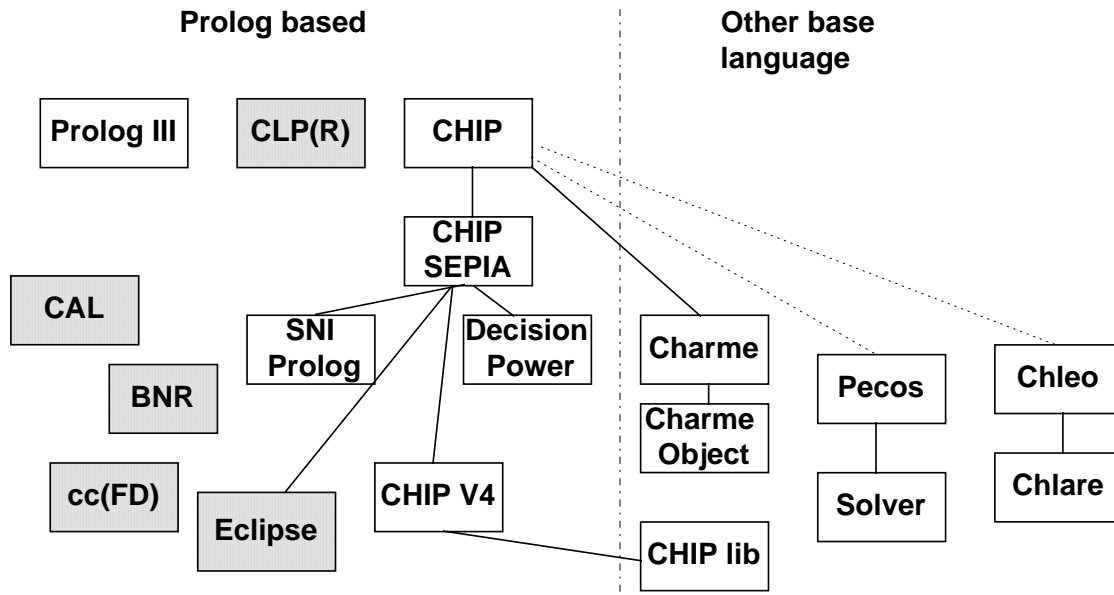 Prolog based
Other base
language
Prolog III
CLP(R)
CHIP
CHIP
SEPIA
CAL
SNI
Prolog
Decision
Power
Charme
Pecos
Chleo
BNR
Charme
Object
cc(FD)
Eclipse
CHIP V4
Solver
Chlare
CHIP lib